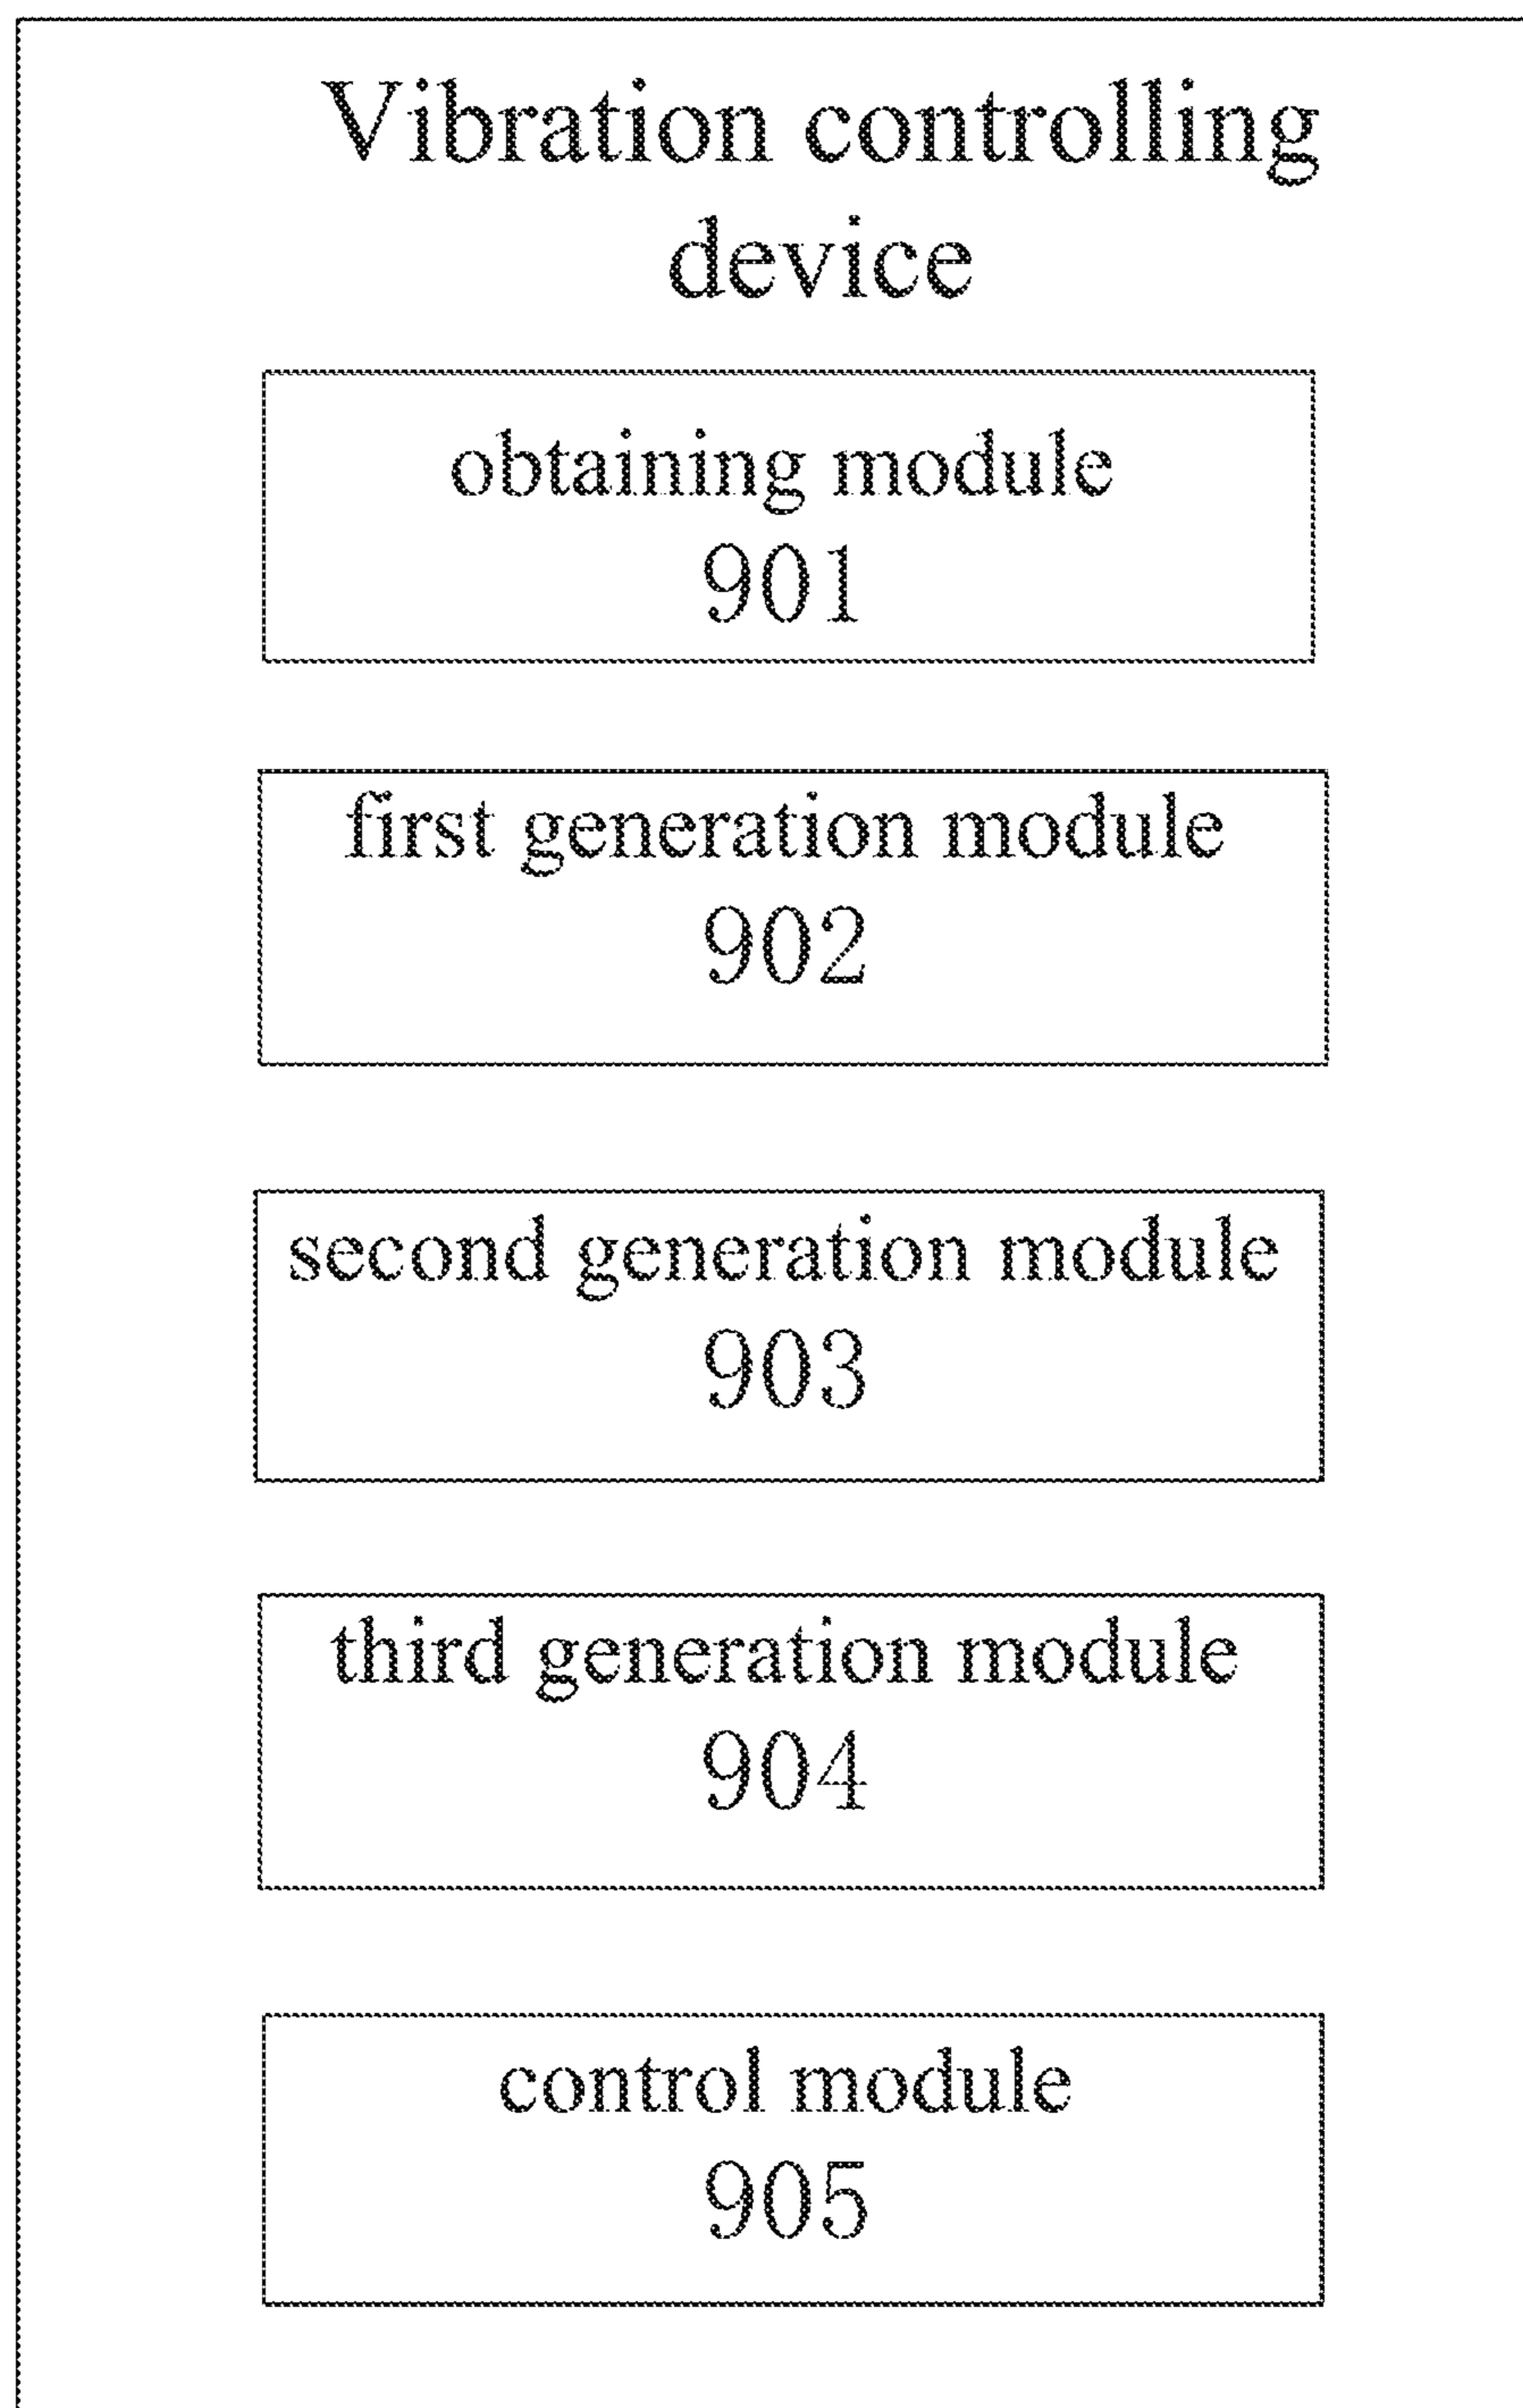 Vibration controlling
device
obtaining module
901
first generation module
902
second generation module
903
third generation module
904
control module
905